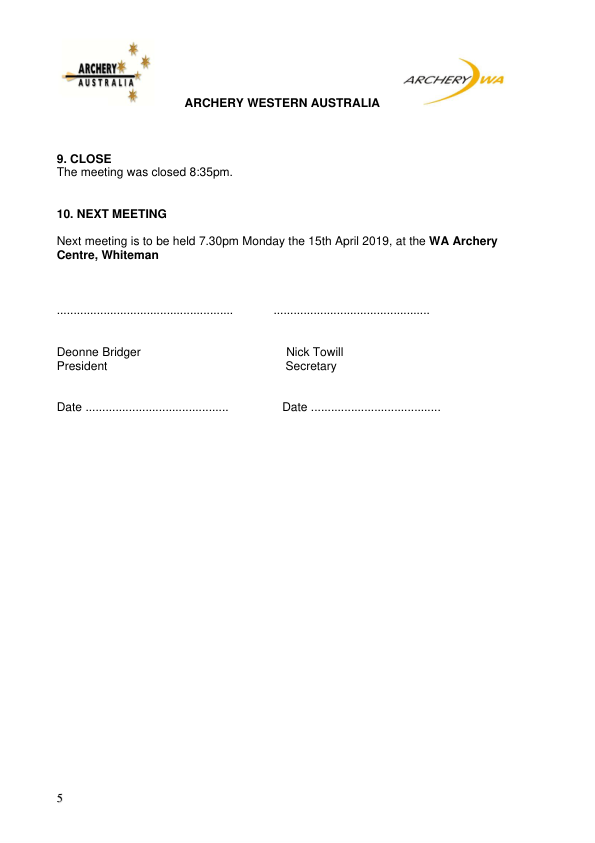 ARCHERY
AUSTRALIA
ARCHERY WA
ARCHERY WESTERN AUSTRALIA
9. CLOSE
The meeting was closed 8:35pm.
10. NEXT MEETING
Next meeting is to be held 7.30pm Monday the 15th April 2019, at the WA Archery
Centre, Whiteman
..................................................... ...............................................
Deonne Bridger Nick Towill
President Secretary
Date ........................................... Date .......................................
5